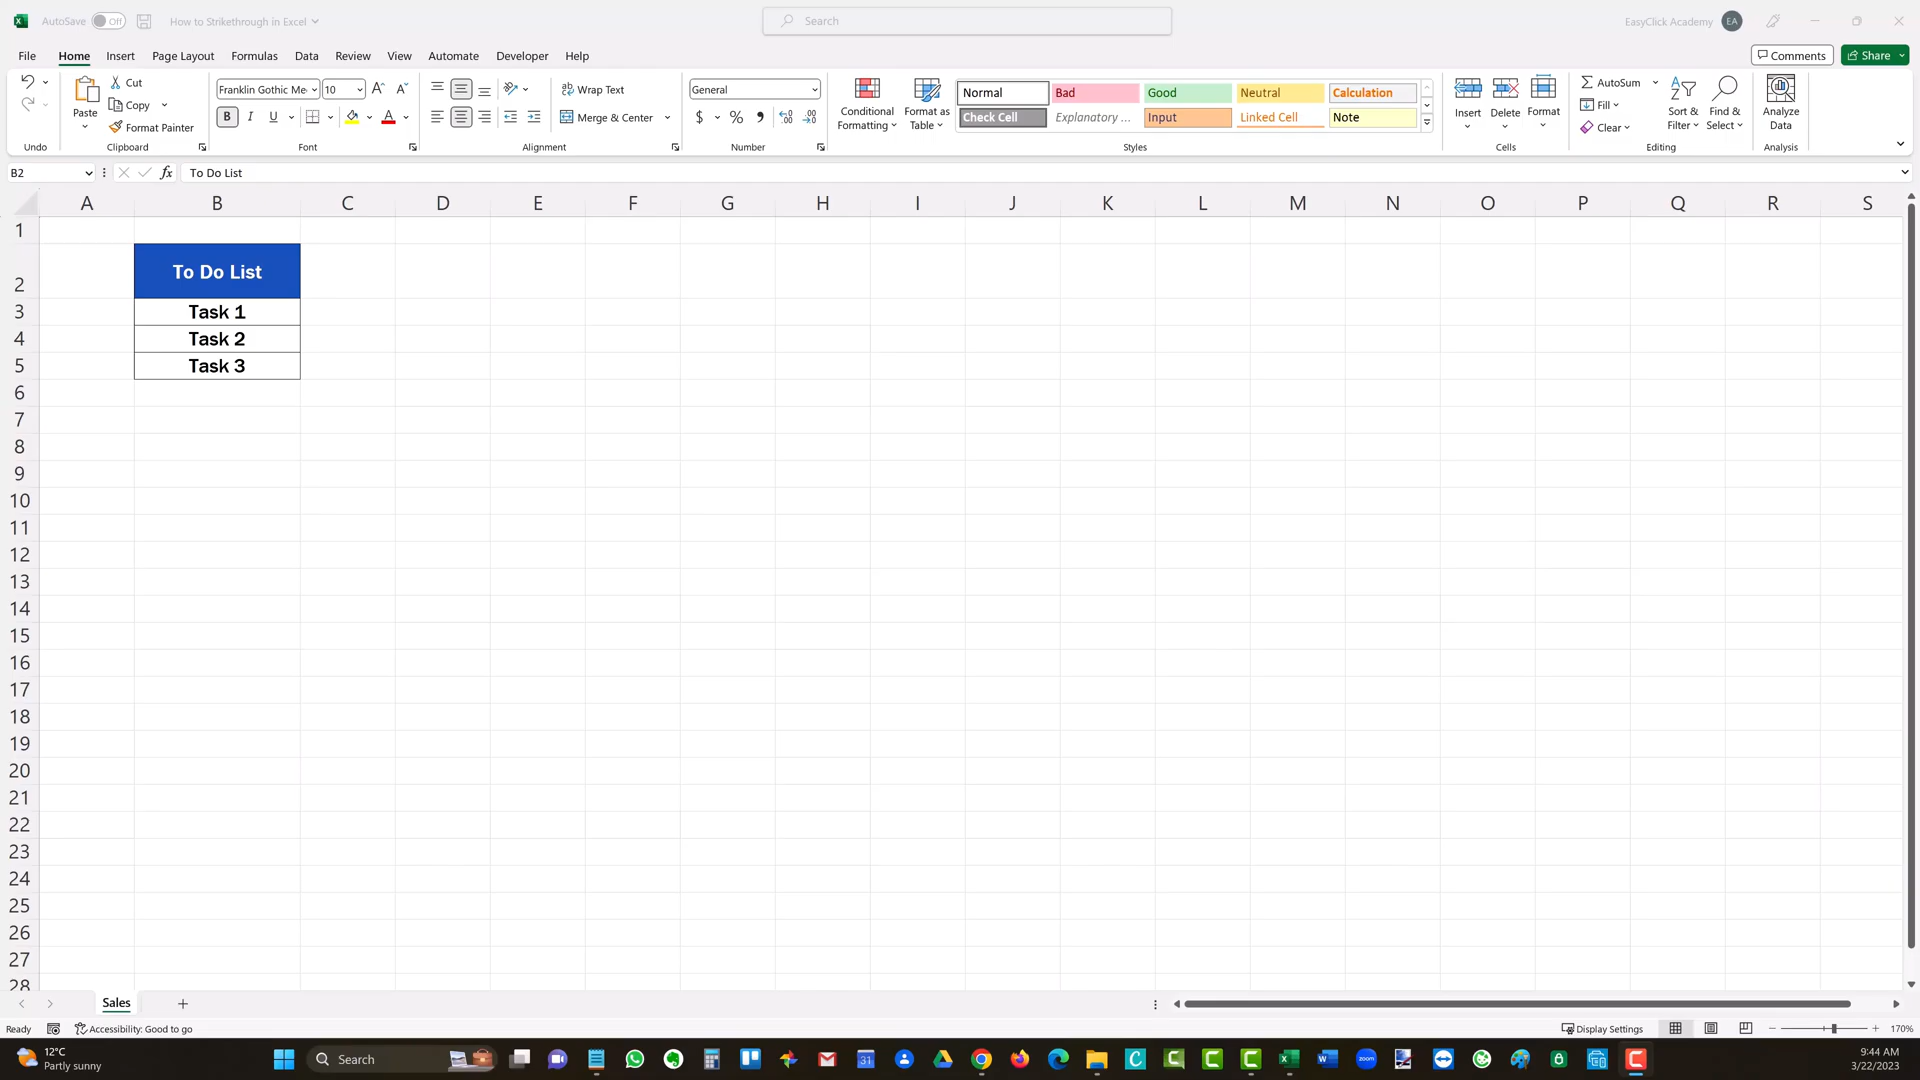 AutoSave Off How to Strikethrough in Excel Search EasyClick Academy EA
File Home Insert Page Layout Formulas Data Review View Automate Developer Help Comments Share
Cut
Copy
Format Painter
Paste
Undo
Clipboard
Franklin Gothic Me 10
B I U A
Font
Wrap Text
Merge & Center
Alignment
General
$ % ,
Number
Conditional
Formatting
Format as
Table
Normal Bad Good Neutral Calculation
Check Cell Explanatory ... Input Linked Cell Note
Styles
Insert Delete Format
Cells
AutoSum
Fill
Clear
Sort &
Filter
Find &
Select
Editing
Analyze
Data
Analysis
B2 fx To Do List
A B C D E F G H I J K L M N O P Q R S
1
2 To Do List
3 Task 1
4 Task 2
5 Task 3
6
7
8
9
10
11
12
13
14
15
16
17
18
19
20
21
22
23
24
25
26
27
28
Sales
Ready Accessibility: Good to go Display Settings 170%
12°C
Partly sunny
Search
9:44 AM
3/22/2023